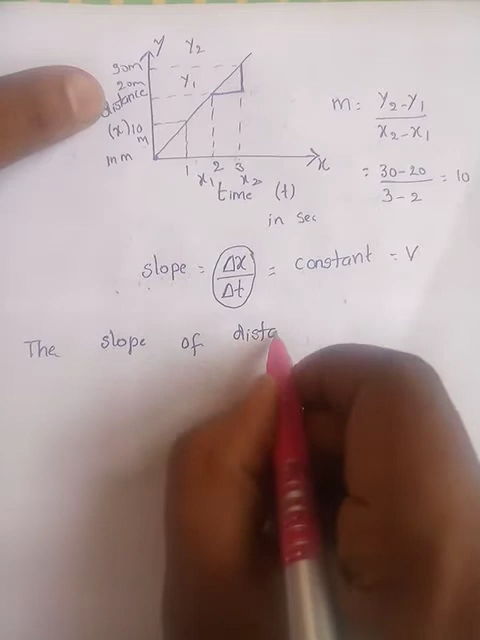 y
y₂
30m
20m
y₁
distance
(x) 10
m
in m
1 2 3
x₁ x₂
x
time (t)
in sec
m = y₂-y₁
x₂-x₁
= 30-20 = 10
3-2
slope = Δx = constant = V
Δt
The slope of dista